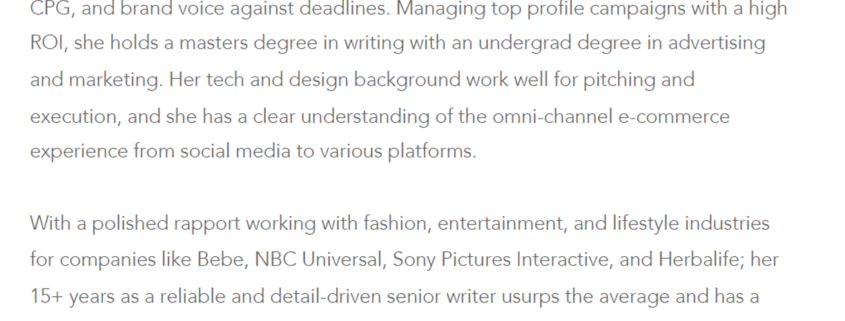 CPG, and brand voice against deadlines. Managing top profile campaigns with a high
ROI, she holds a masters degree in writing with an undergrad degree in advertising
and marketing. Her tech and design background work well for pitching and
execution, and she has a clear understanding of the omni-channel e-commerce
experience from social media to various platforms.
With a polished rapport working with fashion, entertainment, and lifestyle industries
for companies like Bebe, NBC Universal, Sony Pictures Interactive, and Herbalife; her
15+ years as a reliable and detail-driven senior writer usurps the average and has a